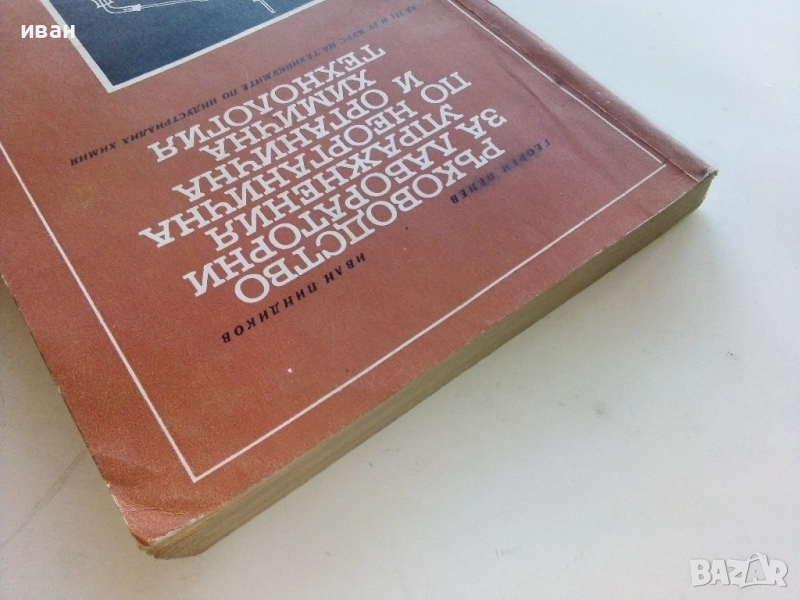 иван
ГЕОРГИ ВЕЛЕВ
ИВАН ПИНДИКОВ
РЪКОВОДСТВО
ЗА ЛАБОРАТОРНИ
УПРАЖНЕНИЯ
ПО НЕОРГАНИЧНА
И ОРГАНИЧНА
ХИМИЧНА
ТЕХНОЛОГИЯ
ЗА III И IV КУРС НА ТЕХНИКУМИТЕ ПО ИНДУСТРИАЛНА ХИМИЯ
BAZAR